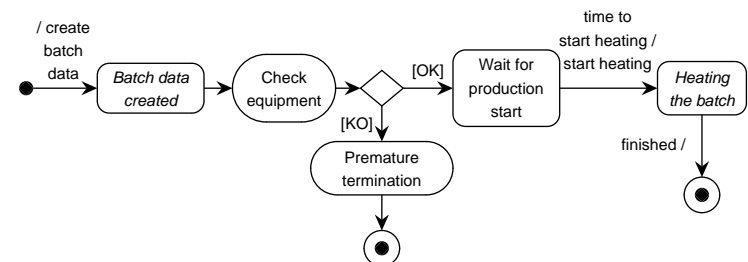 / create
batch
data
Batch data
created
Check
equipment
[OK]
[KO]
Premature
termination
Wait for
production
start
time to
start heating /
start heating
Heating
the batch
finished /